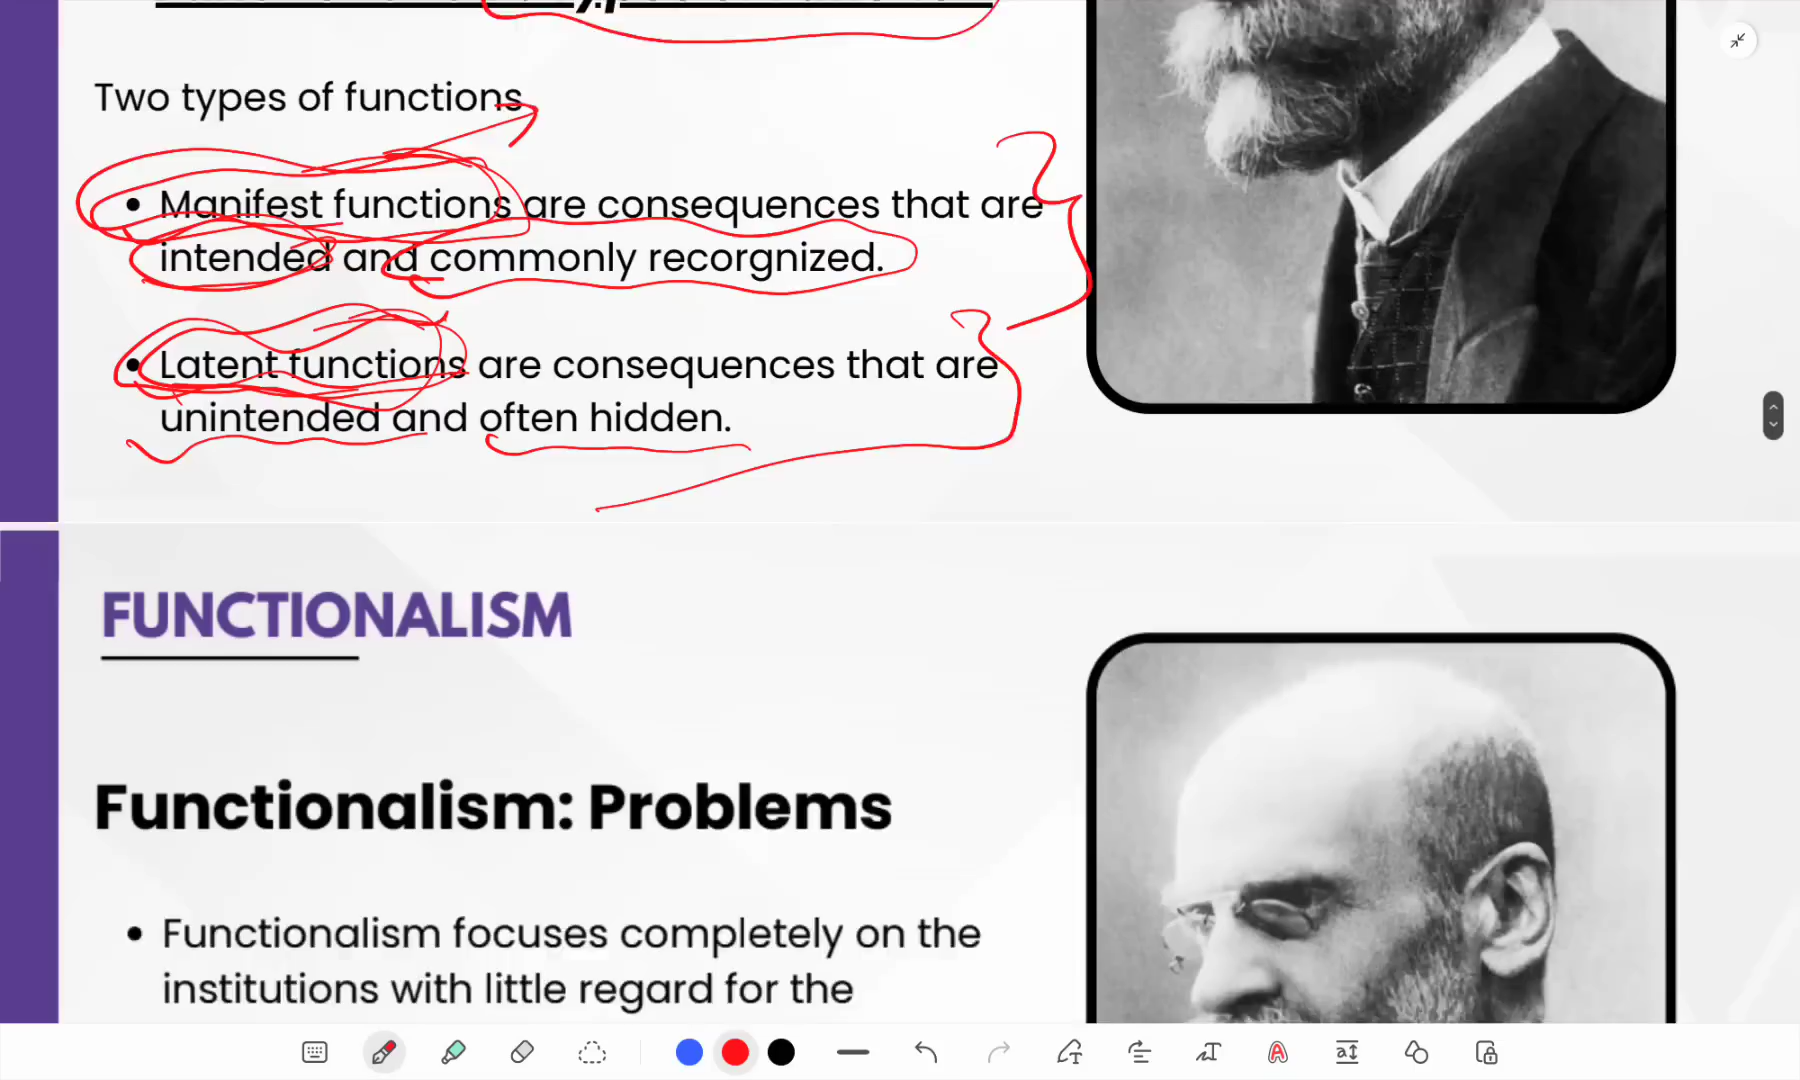 Two types of functions
• Manifest functions are consequences that are
intended and commonly recorgnized.
• Latent functions are consequences that are
unintended and often hidden.
FUNCTIONALISM
Functionalism: Problems
• Functionalism focuses completely on the
institutions with little regard for the